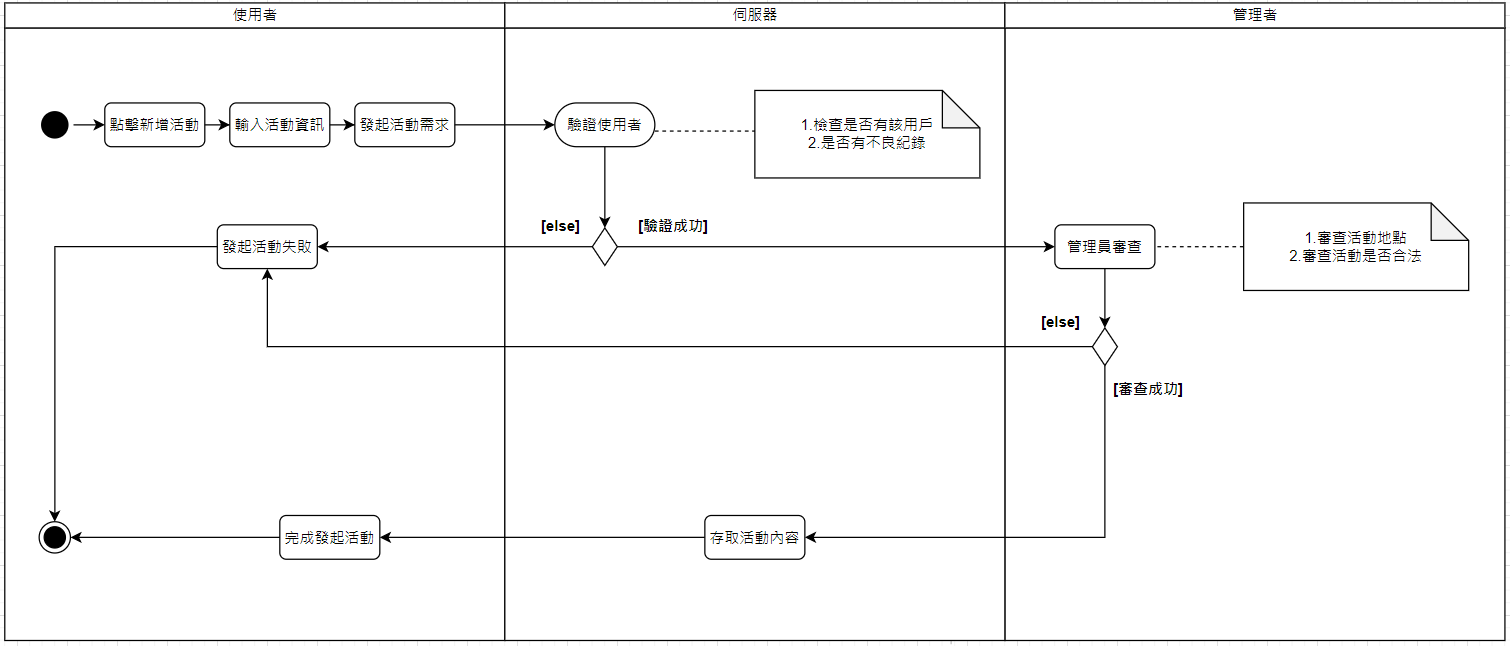 使用者
伺服器
管理者
點擊新增活動
輸入活動資訊
發起活動需求
驗證使用者
1.檢查是否有該用戶
2.是否有不良紀錄
[else]
[驗證成功]
發起活動失敗
管理員審查
1.審查活動地點
2.審查活動是否合法
[else]
[審查成功]
完成發起活動
存取活動內容